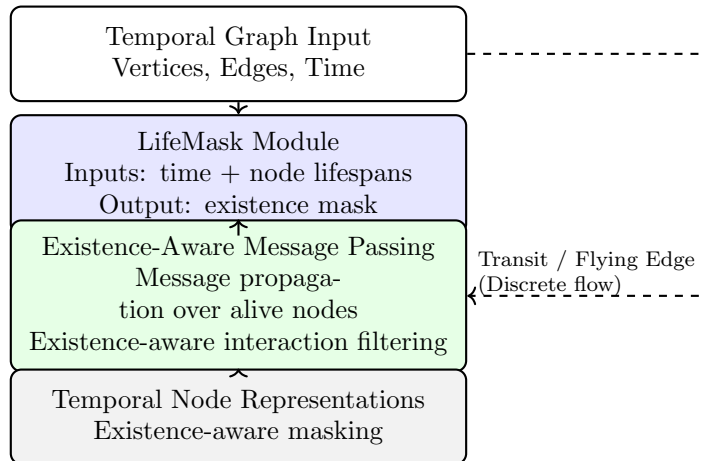 Temporal Graph Input
Vertices, Edges, Time
LifeMask Module
Inputs: time + node lifespans
Output: existence mask
Existence-Aware Message Passing
Message propaga-
tion over alive nodes
Existence-aware interaction filtering
Transit / Flying Edge
(Discrete flow)
Temporal Node Representations
Existence-aware masking